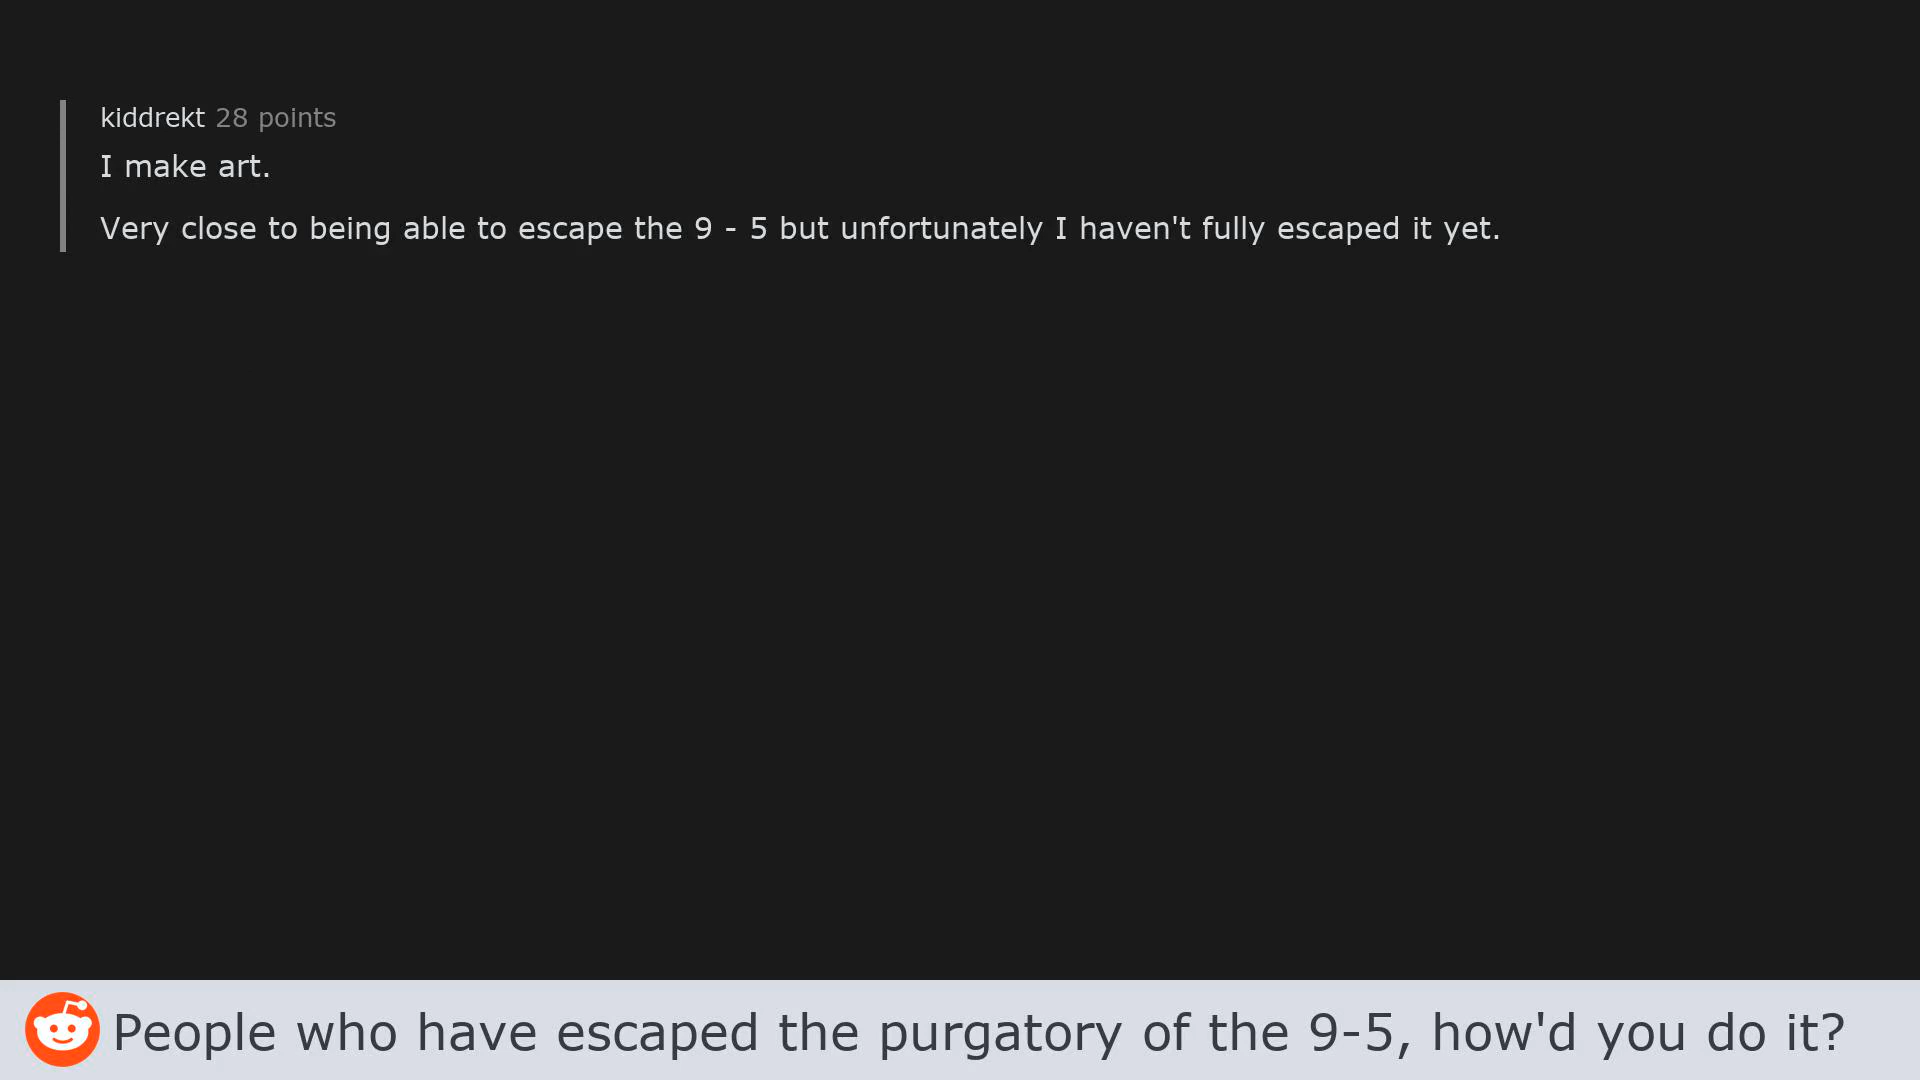 kiddrekt 28 points
I make art.
Very close to being able to escape the 9 - 5 but unfortunately I haven't fully escaped it yet.
People who have escaped the purgatory of the 9-5, how'd you do it?